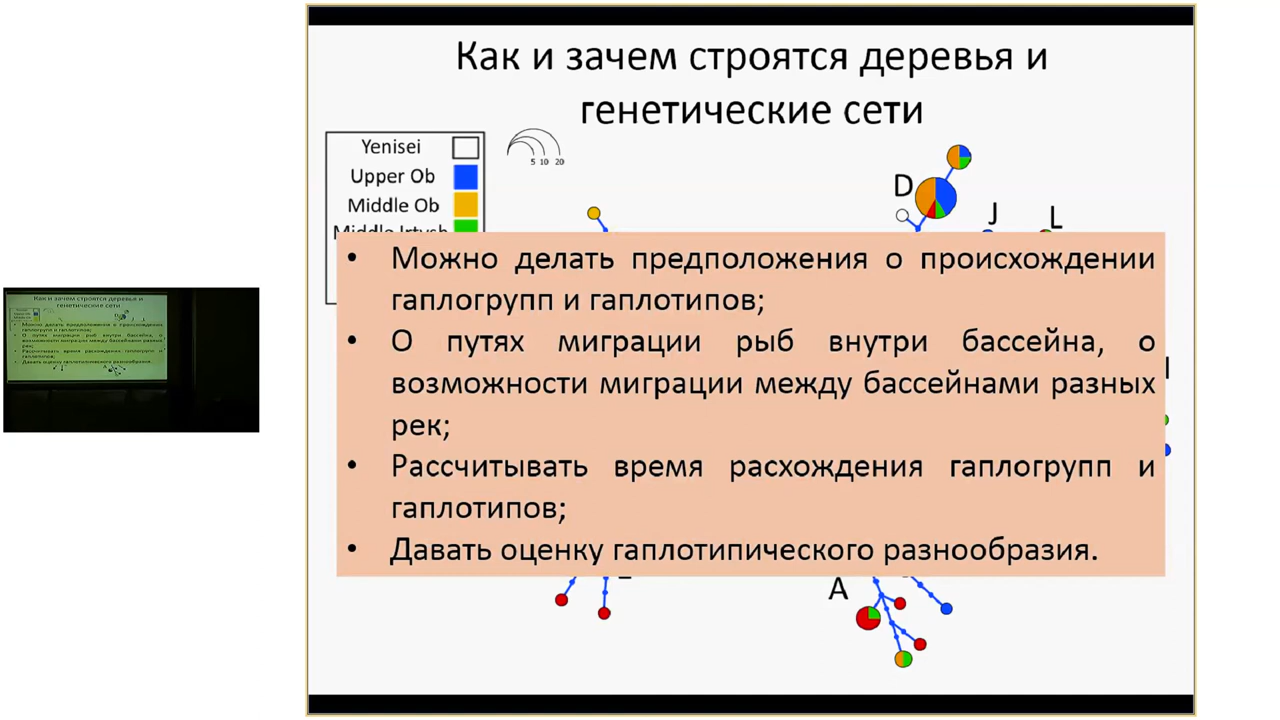 Как и зачем строятся деревья и
генетические сети
Yenisei
Upper Ob
Middle Ob
Middle Irtysh
5 10 20
D
J
L
• Можно делать предположения о происхождении
гаплогрупп и гаплотипов;
• О путях миграции рыб внутри бассейна, о
возможности миграции между бассейнами разных
рек;
• Рассчитывать время расхождения гаплогрупп и
гаплотипов;
• Давать оценку гаплотипического разнообразия.
A